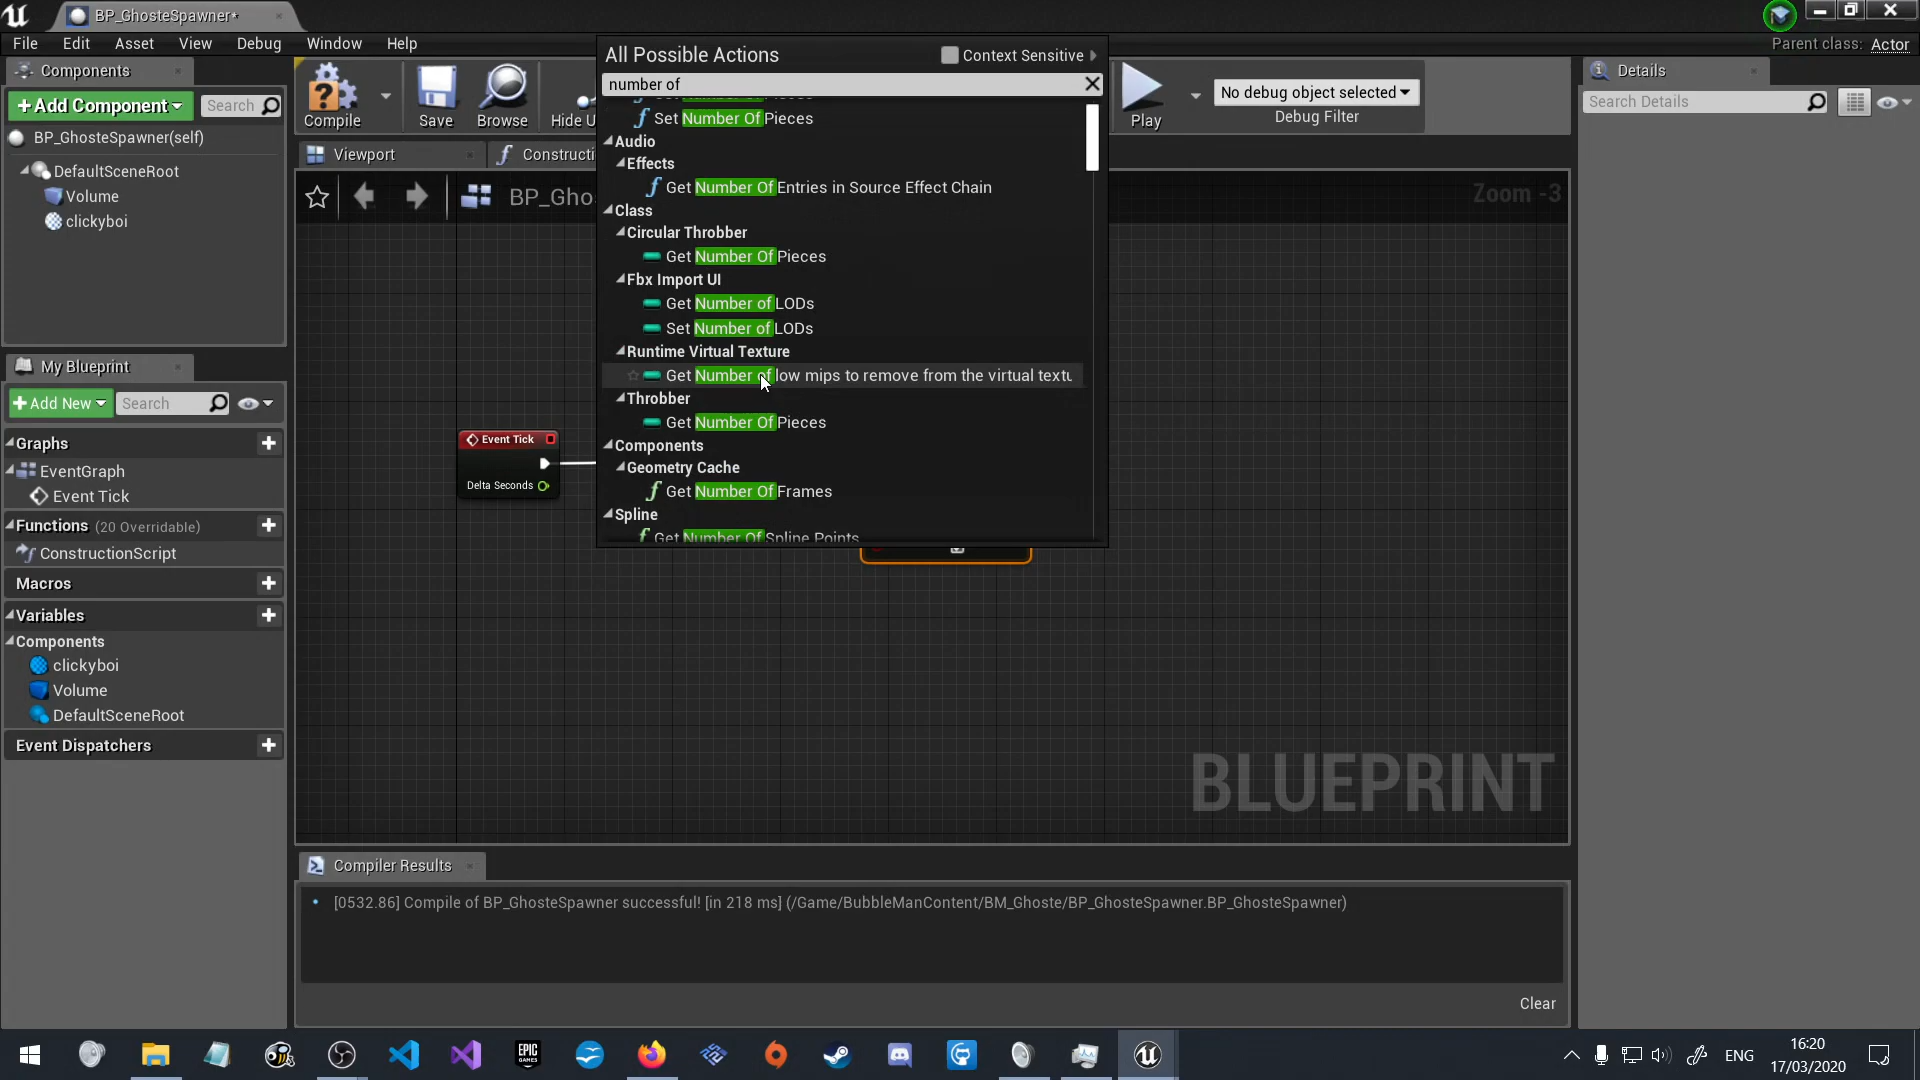 BP_GhosteSpawner*
File Edit Asset View Debug Window Help
Parent class: Actor
Components
+Add Component
Search
BP_GhosteSpawner(self)
DefaultSceneRoot
Volume
clickyboi
My Blueprint
+Add New
Search
Graphs
EventGraph
Event Tick
Functions (20 Overridable)
ConstructionScript
Macros
Variables
Components
clickyboi
Volume
DefaultSceneRoot
Event Dispatchers
Compile
Save
Browse
Hide U
Play
No debug object selected
Debug Filter
Viewport
Constructi
BP_Gho
Zoom -3
Event Tick
Delta Seconds
All Possible Actions
Context Sensitive
number of
Set Number Of Pieces
Audio
Effects
Get Number Of Entries in Source Effect Chain
Class
Circular Throbber
Get Number Of Pieces
Fbx Import UI
Get Number of LODs
Set Number of LODs
Runtime Virtual Texture
Get Number of low mips to remove from the virtual textu
Throbber
Get Number Of Pieces
Components
Geometry Cache
Get Number Of Frames
Spline
Get Number Of Spline Points
BLUEPRINT
Details
Search Details
Compiler Results
[0532.86] Compile of BP_GhosteSpawner successful! [in 218 ms] (/Game/BubbleManContent/BM_Ghoste/BP_GhosteSpawner.BP_GhosteSpawner)
Clear
EPIC
GAMES
ENG
16:20
17/03/2020